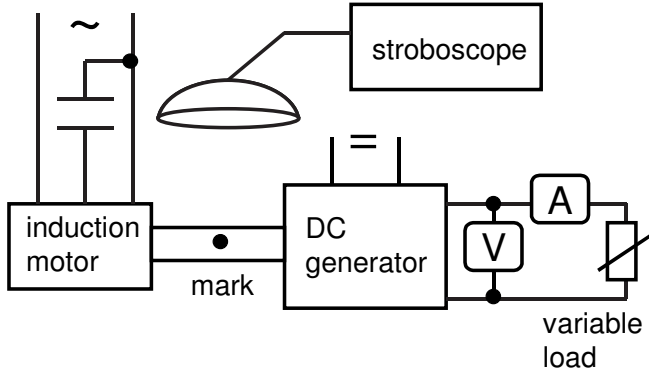 ~
stroboscope
=
A
induction
motor
DC
generator
V
mark
variable
load